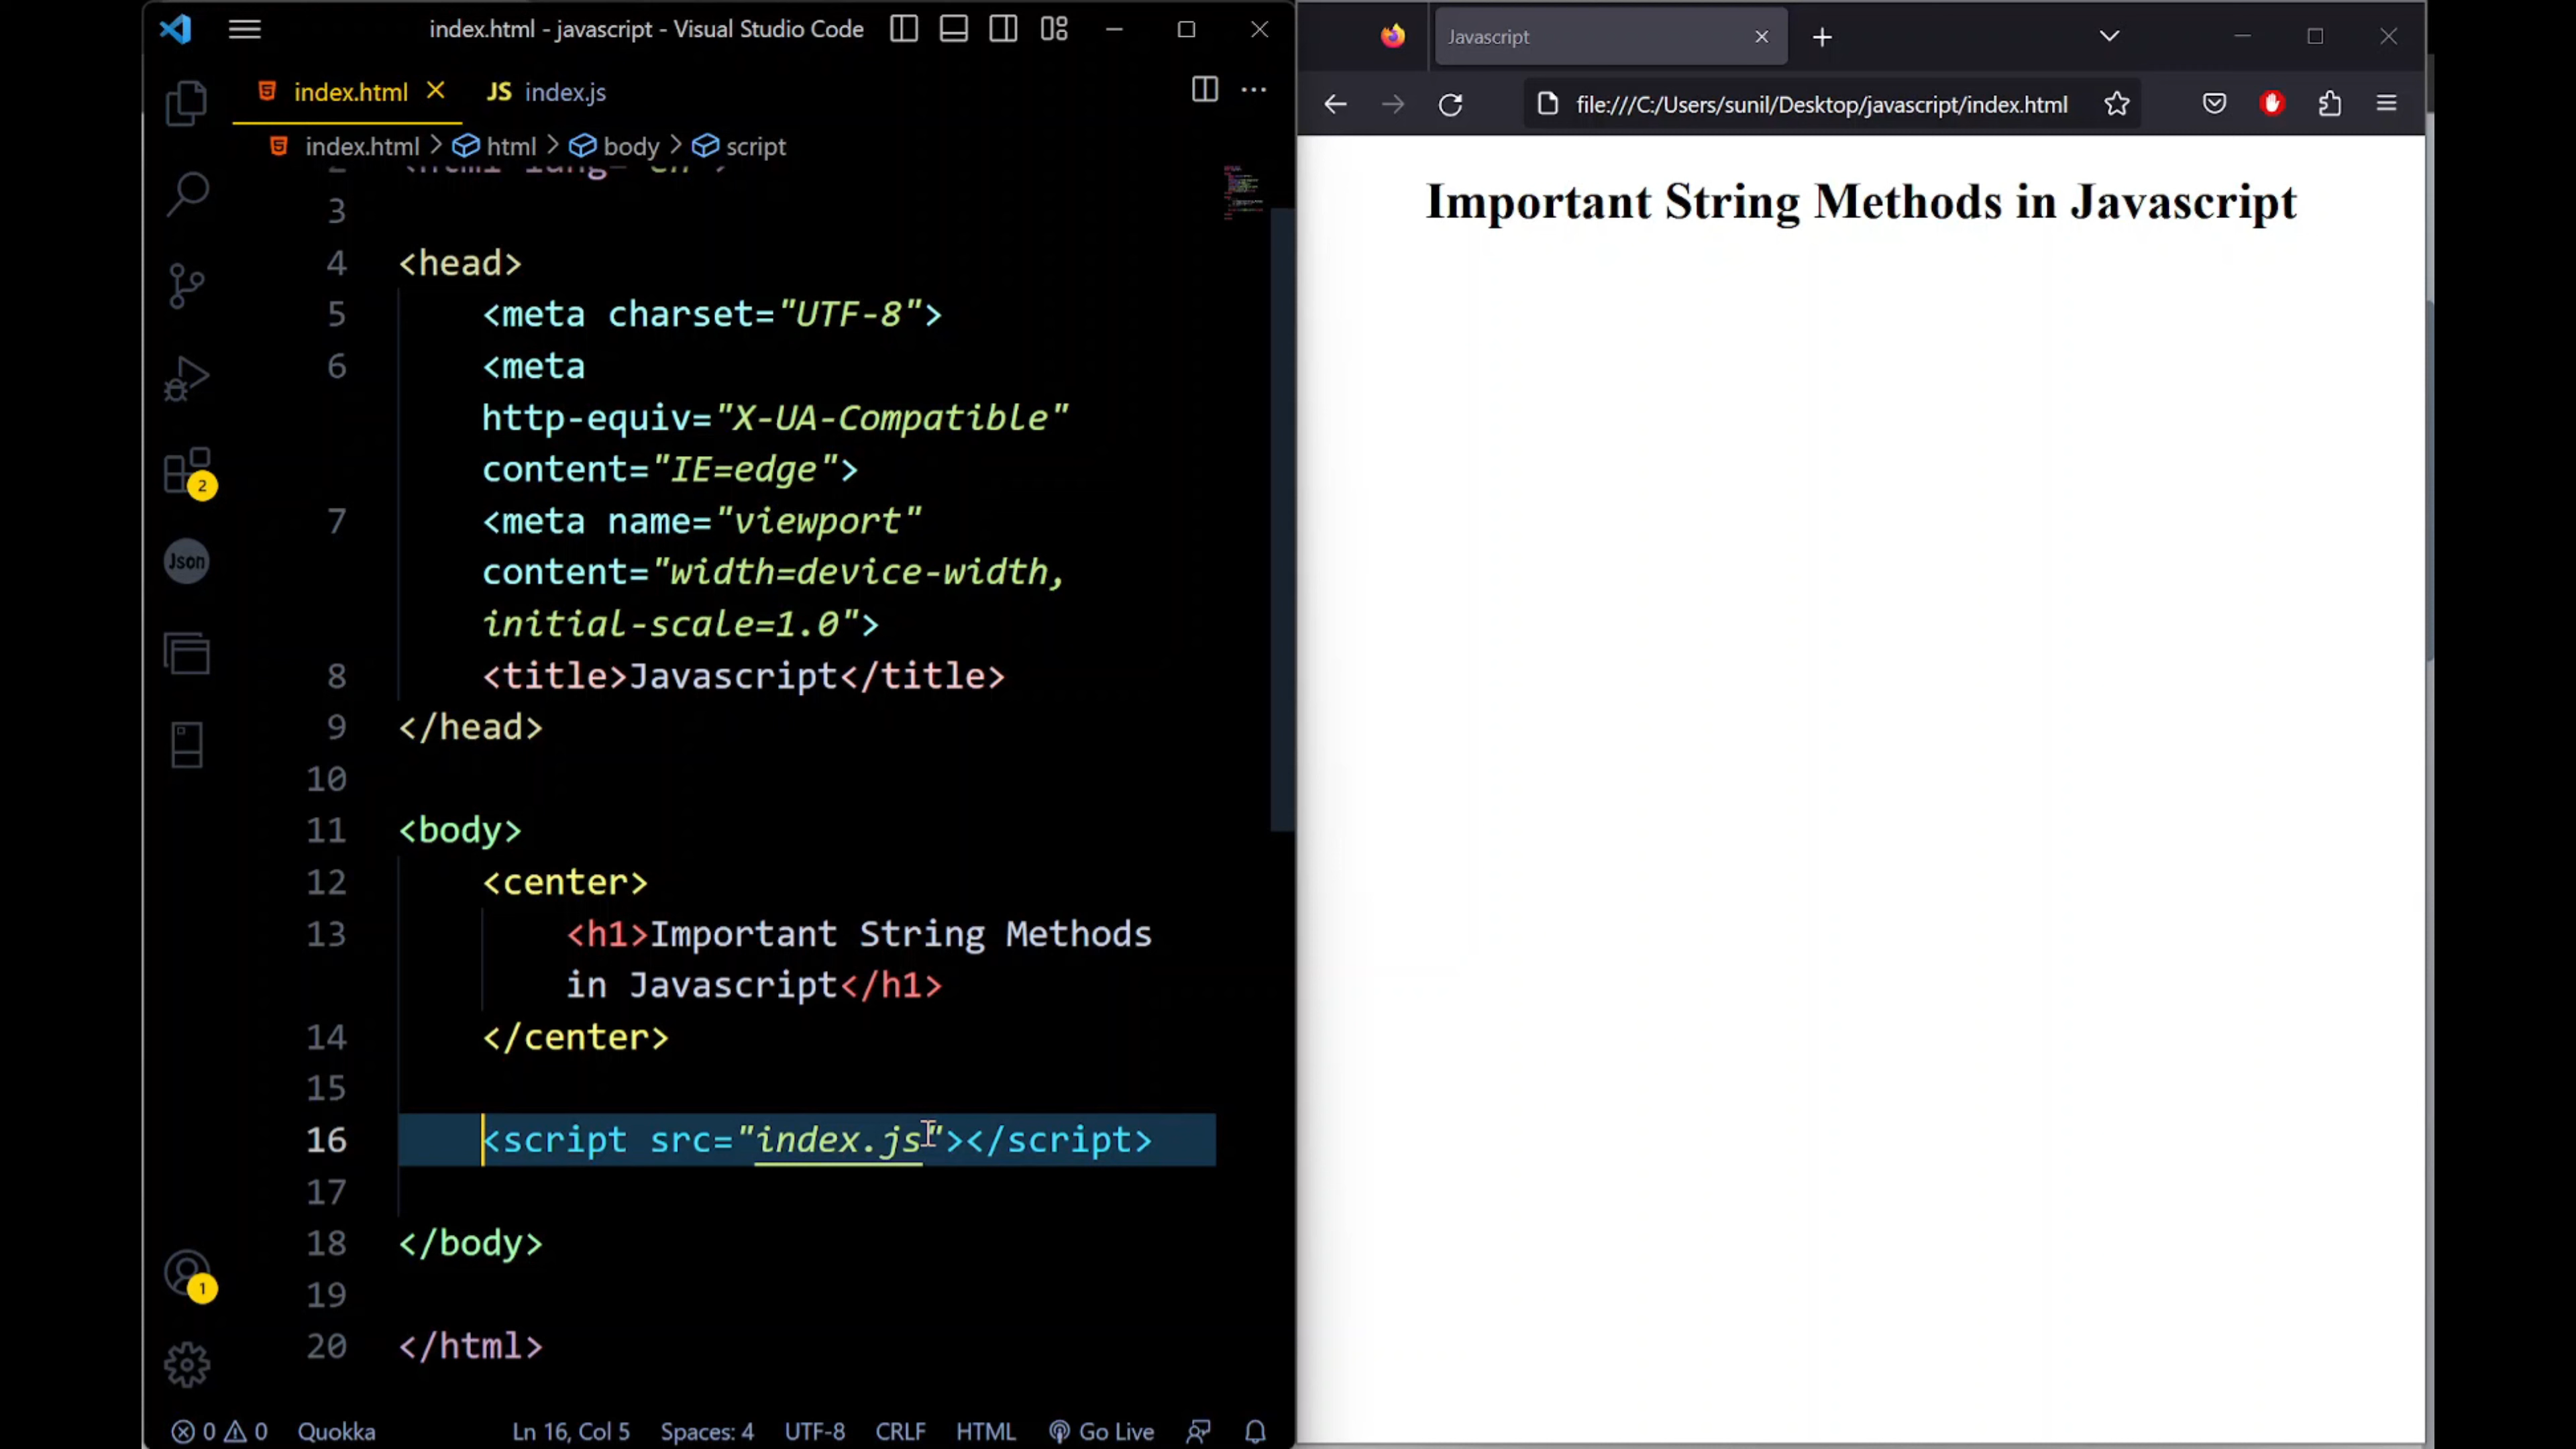 index.html - javascript - Visual Studio Code
index.html
JS index.js
index.html > html > body > script
2 <html lang="en">
3
4 <head>
5 <meta charset="UTF-8">
6 <meta
http-equiv="X-UA-Compatible"
content="IE=edge">
7 <meta name="viewport"
content="width=device-width,
initial-scale=1.0">
8 <title>Javascript</title>
9 </head>
10
11 <body>
12 <center>
13 <h1>Important String Methods
in Javascript</h1>
14 </center>
15
16 <script src="index.js"></script>
17
18 </body>
19
20 </html>
2
Json
1
0 0 Quokka Ln 16, Col 5 Spaces: 4 UTF-8 CRLF HTML Go Live
Javascript
file:///C:/Users/sunil/Desktop/javascript/index.html
Important String Methods in Javascript